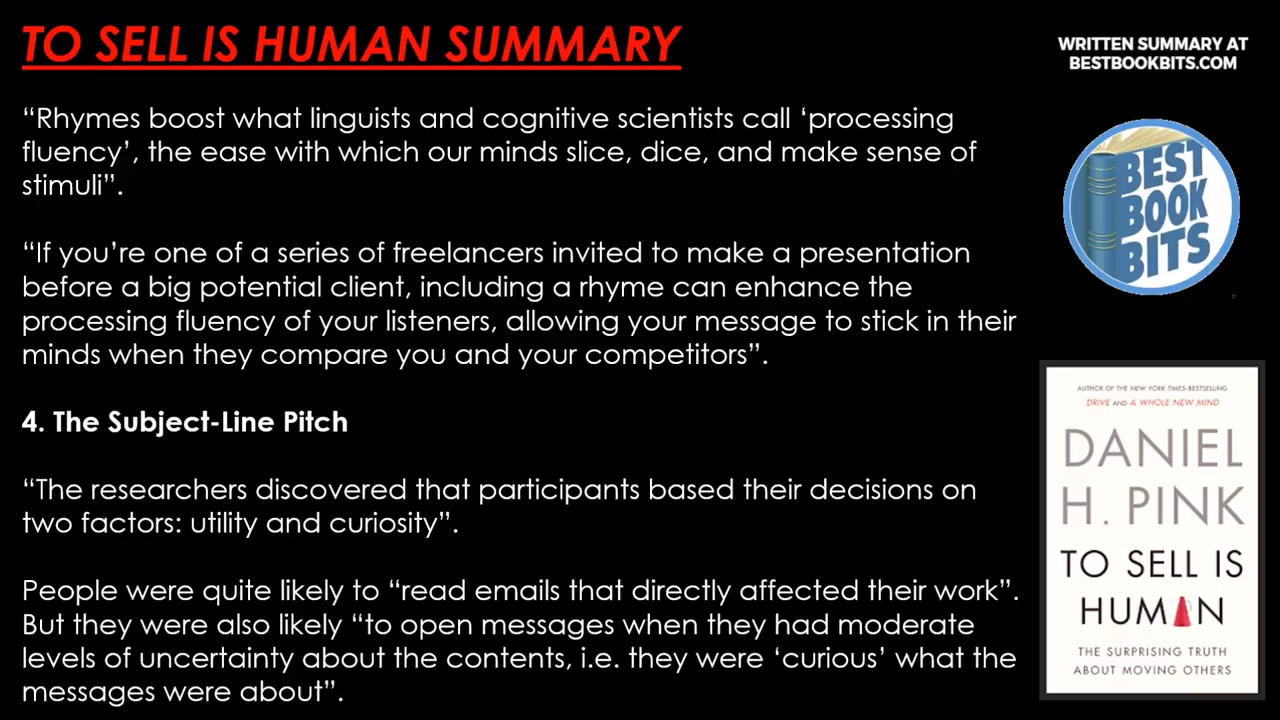 TO SELL IS HUMAN SUMMARY
WRITTEN SUMMARY AT
BESTBOOKBITS.COM
“Rhymes boost what linguists and cognitive scientists call ‘processing
fluency’, the ease with which our minds slice, dice, and make sense of
stimuli”.
“If you’re one of a series of freelancers invited to make a presentation
before a big potential client, including a rhyme can enhance the
processing fluency of your listeners, allowing your message to stick in their
minds when they compare you and your competitors”.
4. The Subject-Line Pitch
“The researchers discovered that participants based their decisions on
two factors: utility and curiosity”.
People were quite likely to “read emails that directly affected their work”.
But they were also likely “to open messages when they had moderate
levels of uncertainty about the contents, i.e. they were ‘curious’ what the
messages were about”.
BEST
BOOK
BITS
AUTHOR OF THE NEW YORK TIMES-BESTSELLING
DRIVE AND A WHOLE NEW MIND
DANIEL
H. PINK
TO SELL IS
HUMAN
THE SURPRISING TRUTH
ABOUT MOVING OTHERS